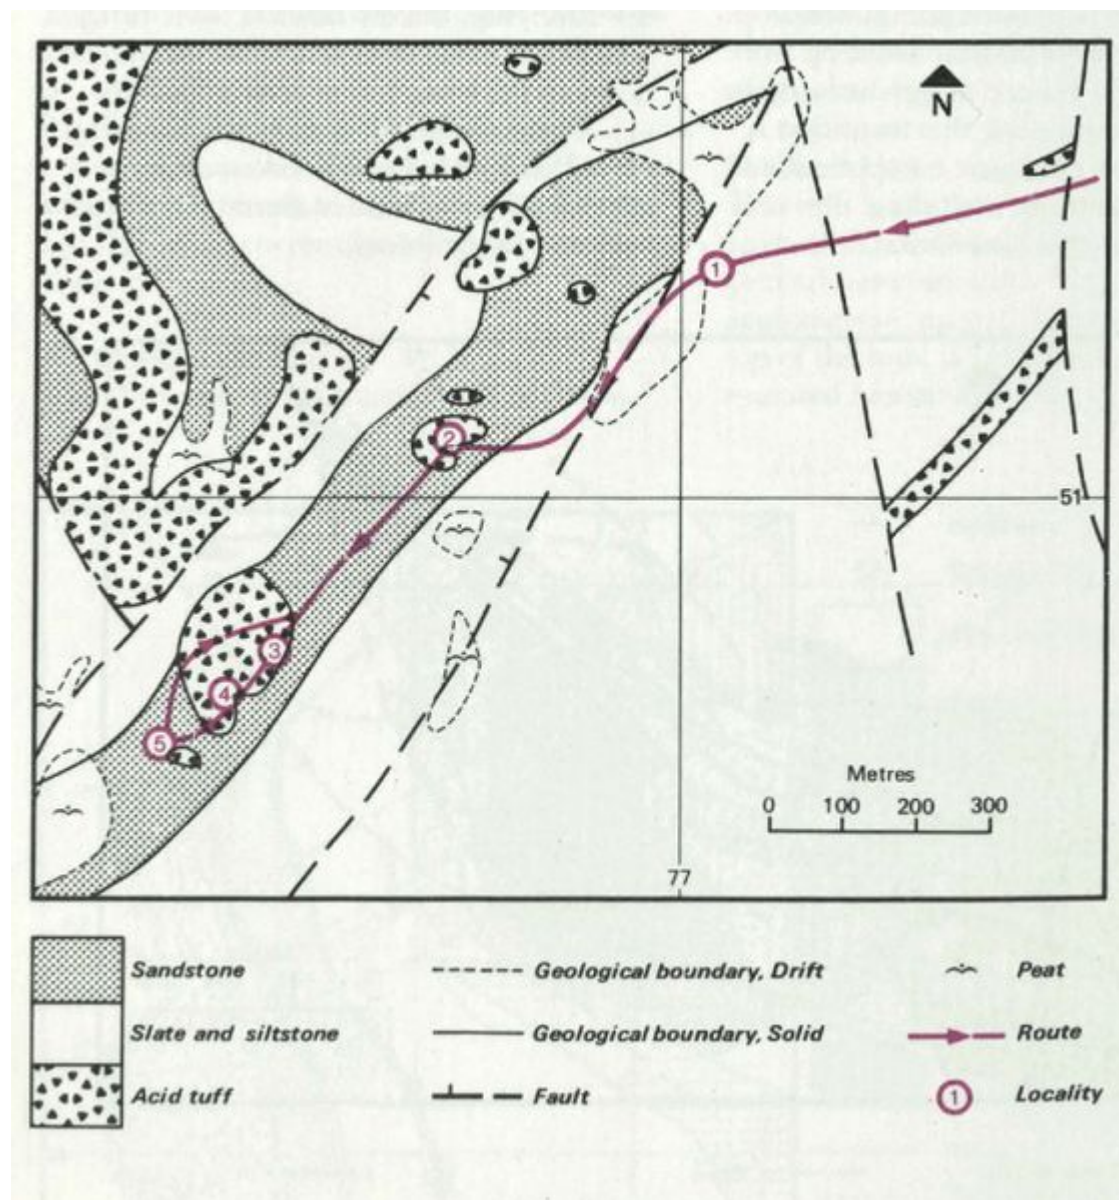 N
1
2
51
3
4
5
Metres
0 100 200 300
77
Sandstone
Geological boundary, Drift
Peat
Slate and siltstone
Geological boundary, Solid
Route
Acid tuff
Fault
1
Locality